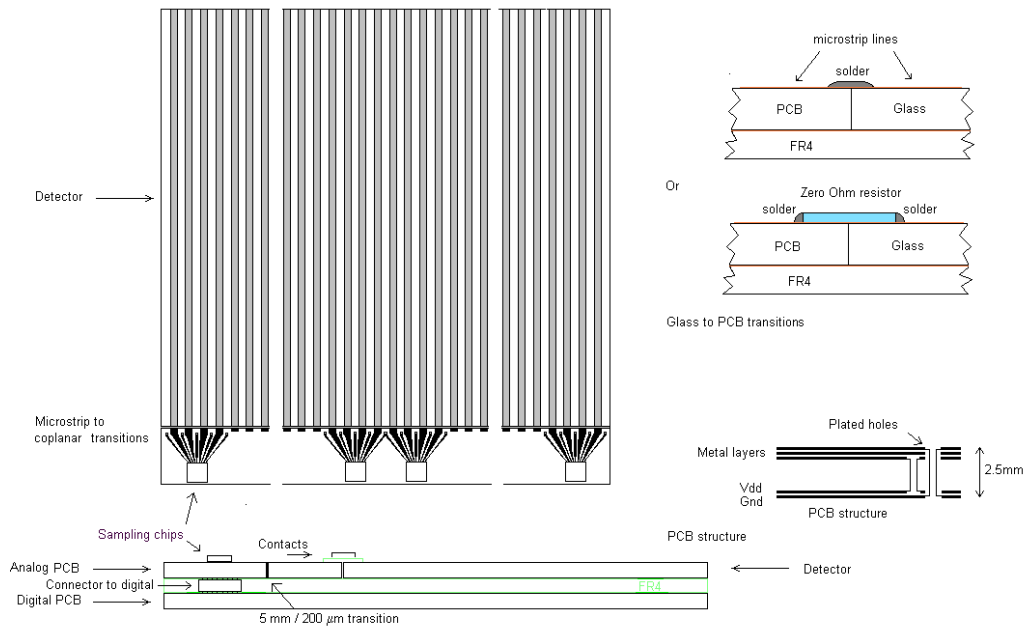 microstrip lines
solder
PCB
Glass
FR4
Or
Zero Ohm resistor
solder
solder
PCB
Glass
FR4
Glass to PCB transitions
Detector
Microstrip to
coplanar transitions
Plated holes
Metal layers
2.5mm
Vdd
Gnd
PCB structure
Sampling chips
PCB structure
Contacts
Analog PCB
Detector
Connector to digital
FR4
Digital PCB
5 mm / 200 µm transition